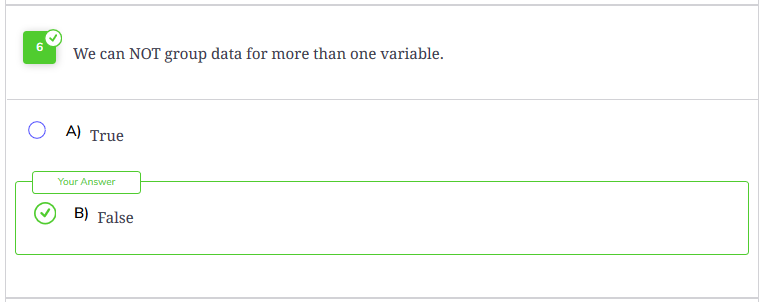 6
We can NOT group data for more than one variable.
A) True
Your Answer
B) False